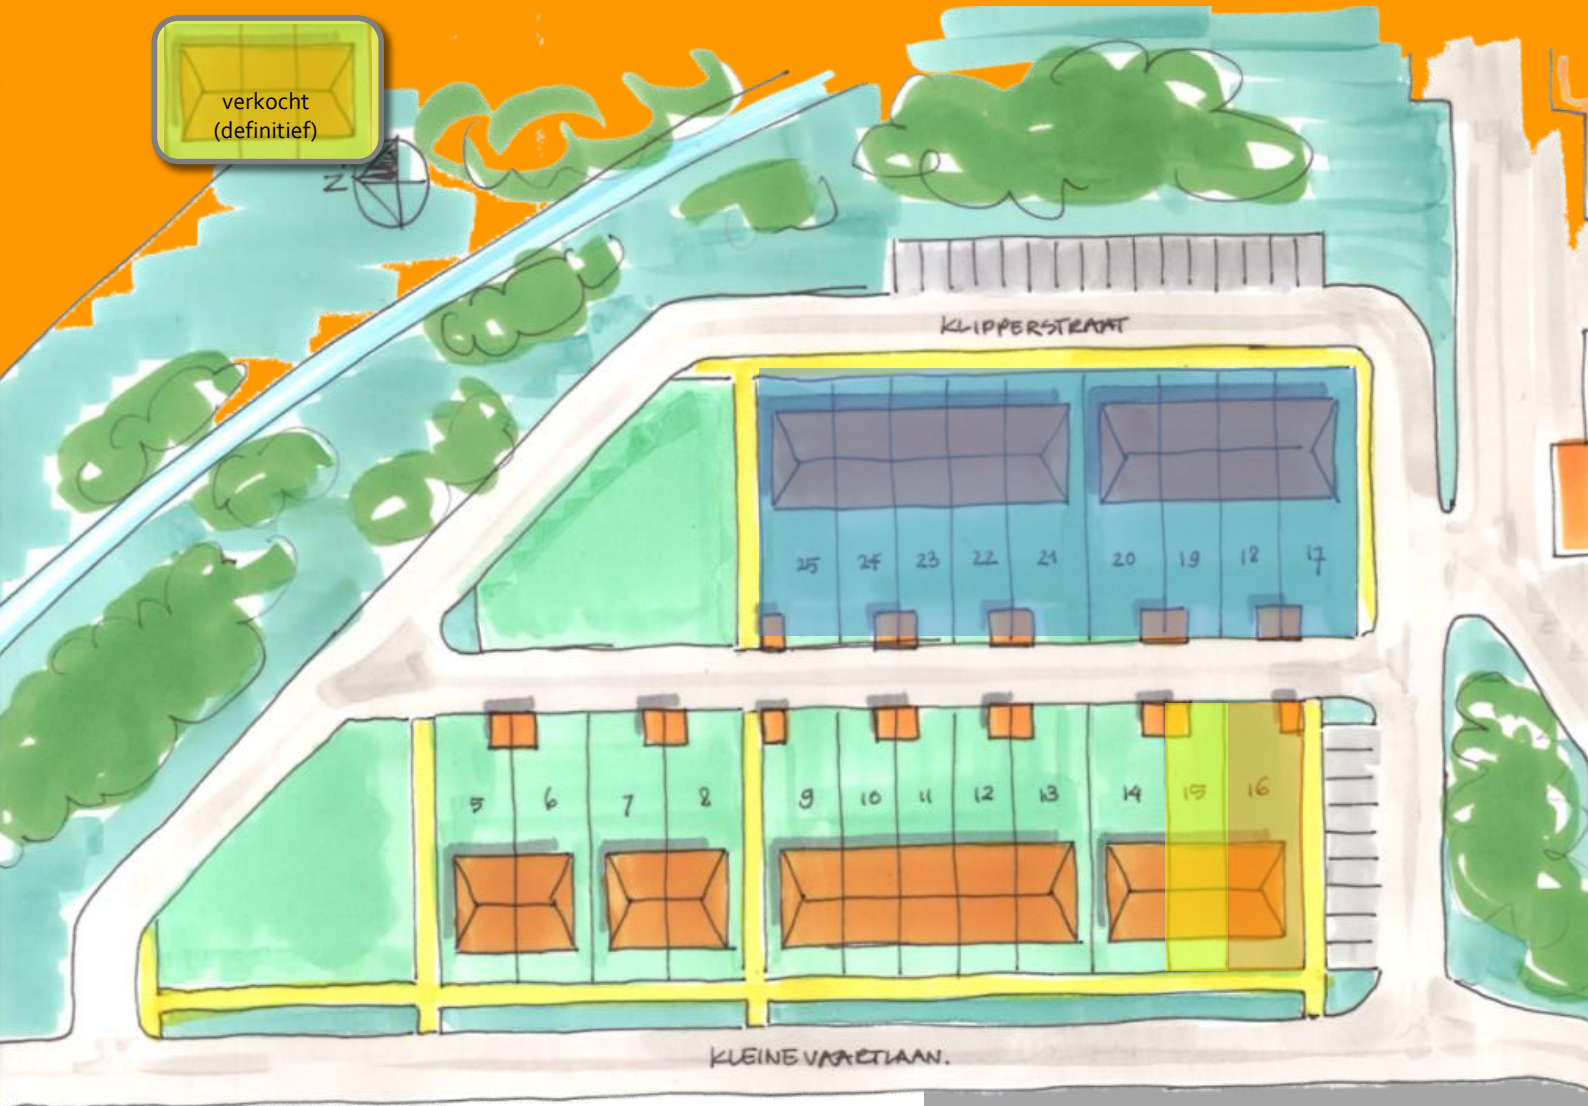 verkocht
(definitief)
N
KLIPPERSTRAAT
25 24 23 22 21 20 19 18 17
5 6 7 8 9 10 11 12 13 14 15 16
KLEINE VAARTLAAN.